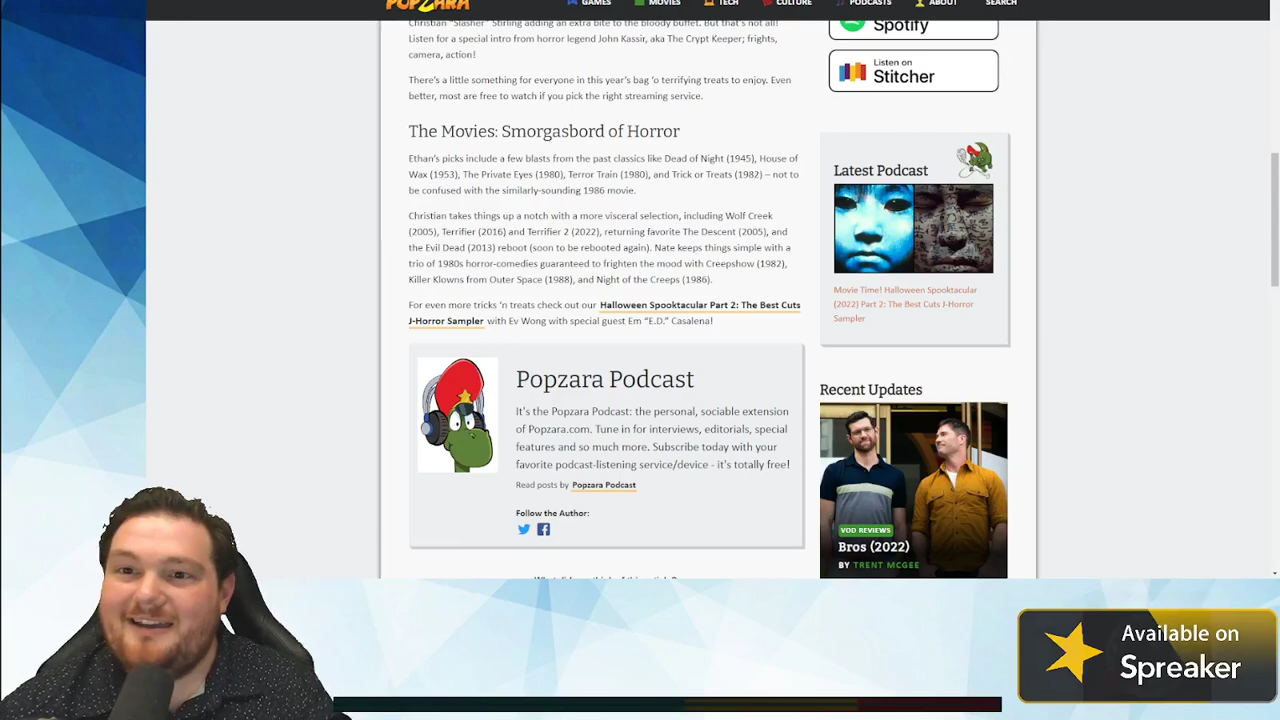 POPZARA
GAMES
MOVIES
TECH
CULTURE
PODCASTS
ABOUT
SEARCH
Christian “Slasher” Stirling adding an extra bite to the bloody buffet. But that’s not all!
Listen for a special intro from horror legend John Kassir, aka The Crypt Keeper; frights,
camera, action!
There’s a little something for everyone in this year’s bag ‘o terrifying treats to enjoy. Even
better, most are free to watch if you pick the right streaming service.
The Movies: Smorgasbord of Horror
Ethan’s picks include a few blasts from the past classics like Dead of Night (1945), House of
Wax (1953), The Private Eyes (1980), Terror Train (1980), and Trick or Treats (1982) – not to
be confused with the similarly-sounding 1986 movie.
Christian takes things up a notch with a more visceral selection, including Wolf Creek
(2005), Terrifier (2016) and Terrifier 2 (2022), returning favorite The Descent (2005), and
the Evil Dead (2013) reboot (soon to be rebooted again). Nate keeps things simple with a
trio of 1980s horror-comedies guaranteed to frighten the mood with Creepshow (1982),
Killer Klowns from Outer Space (1988), and Night of the Creeps (1986).
For even more tricks ‘n treats check out our Halloween Spooktacular Part 2: The Best Cuts
J-Horror Sampler with Ev Wong with special guest Em “E.D.” Casalena!
Popzara Podcast
It's the Popzara Podcast: the personal, sociable extension
of Popzara.com. Tune in for interviews, editorials, special
features and so much more. Subscribe today with your
favorite podcast-listening service/device - it's totally free!
Read posts by Popzara Podcast
Follow the Author:
Spotify
Listen on
Stitcher
Latest Podcast
Movie Time! Halloween Spooktacular
(2022) Part 2: The Best Cuts J-Horror
Sampler
Recent Updates
VOD REVIEWS
Bros (2022)
BY TRENT MCGEE
Available on
Spreaker